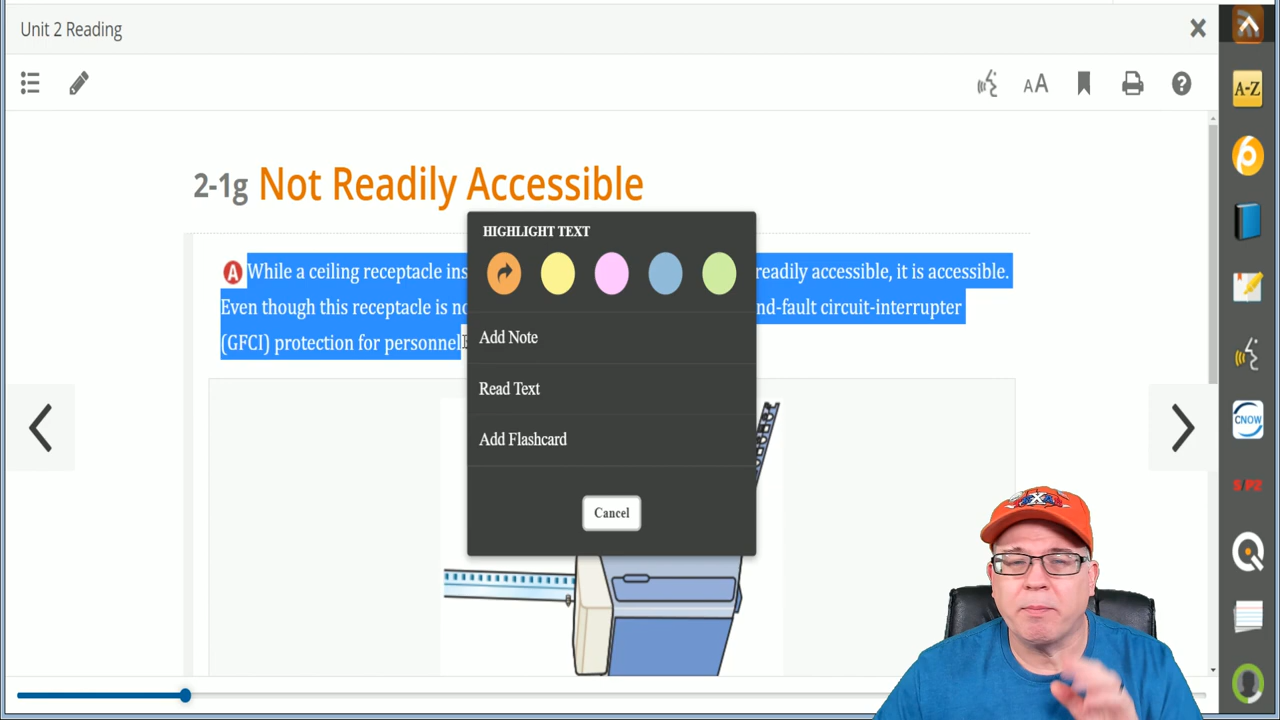 Unit 2 Reading
AA
A-Z
2-1g Not Readily Accessible
HIGHLIGHT TEXT
A While a ceiling receptacle ins readily accessible, it is accessible.
Even though this receptacle is no nd-fault circuit-interrupter
(GFCI) protection for personnel
Add Note
Read Text
Add Flashcard
Cancel
CNOW